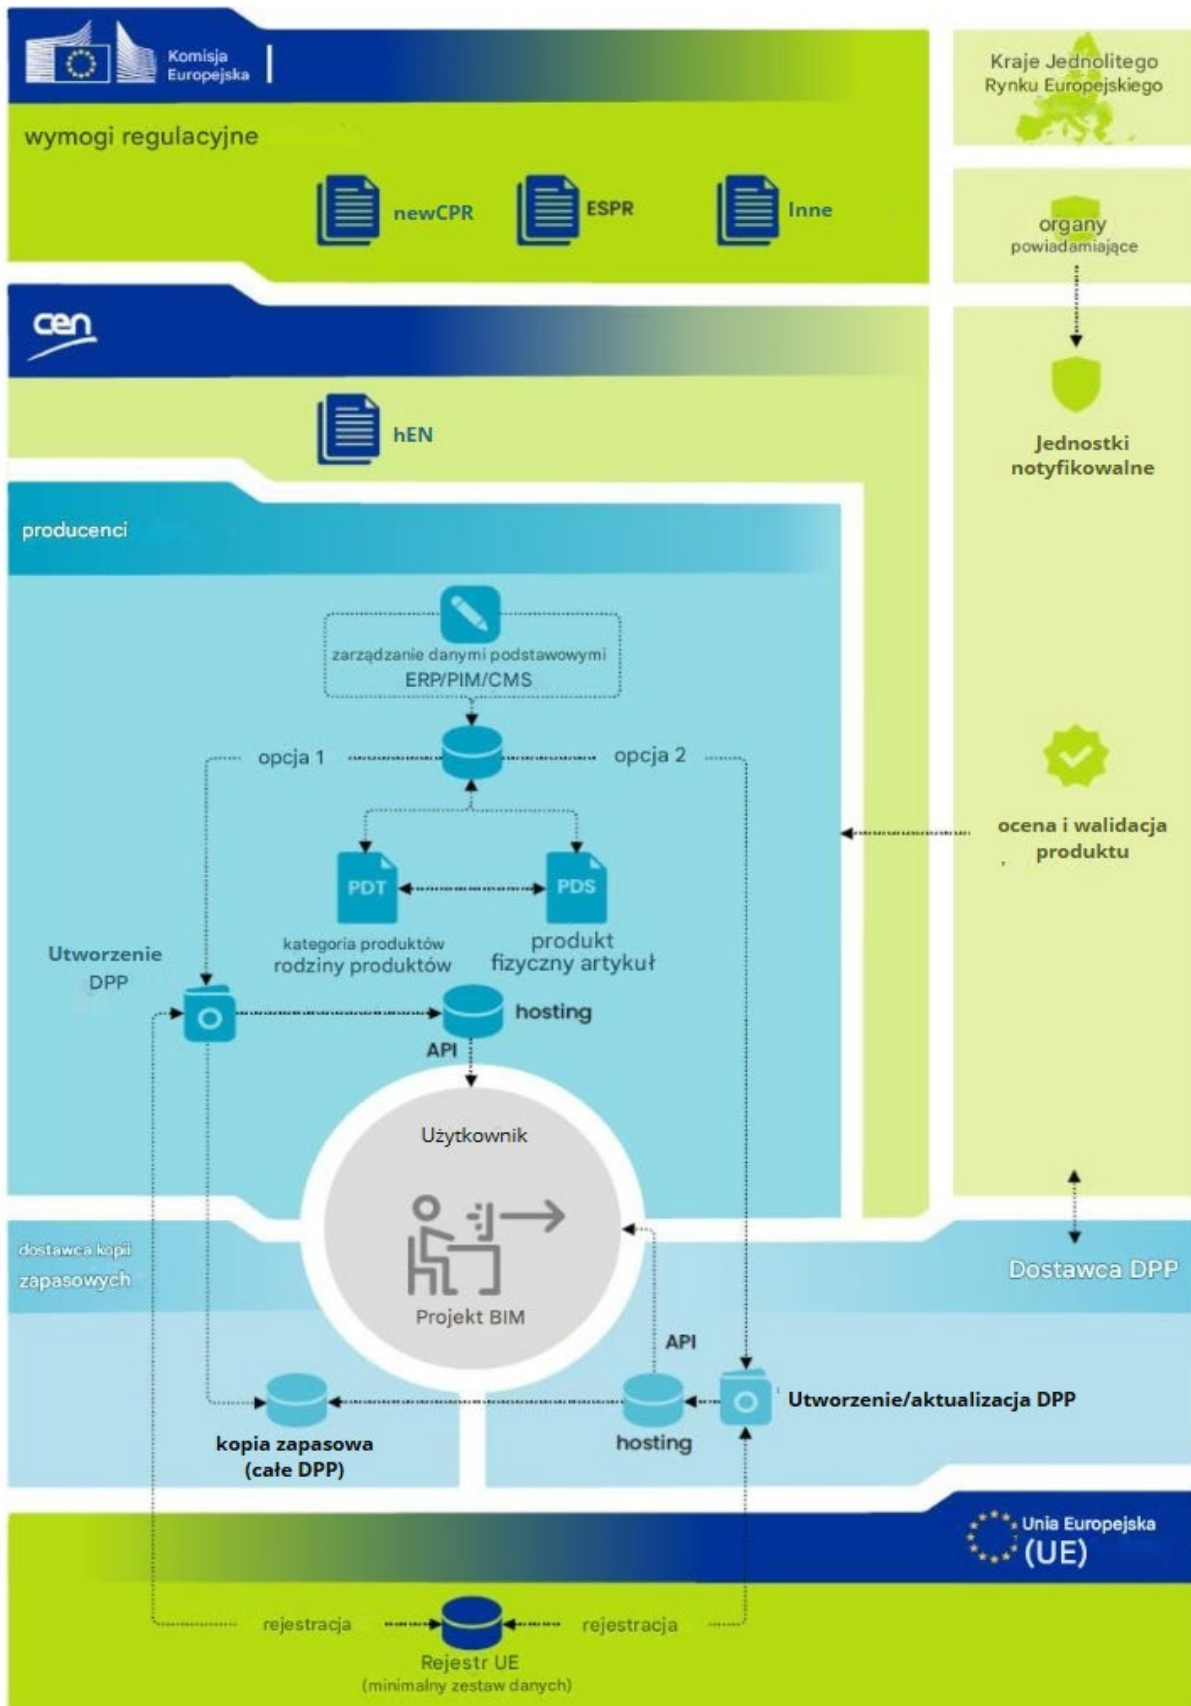 Komisja
Europejska
Kraje Jednolitego
Rynku Europejskiego
wymogi regulacyjne
newCPR
ESPR
Inne
organy
powiadamiające
cen
hEN
Jednostki
notyfikowalne
producenci
zarządzanie danymi podstawowymi
ERP/PIM/CMS
opcja 1
opcja 2
ocena i walidacja
produktu
PDT
PDS
kategoria produktów
rodziny produktów
produkt
fizyczny artykuł
Utworzenie
DPP
hosting
API
Użytkownik
Projekt BIM
dostawca kopii
zapasowych
Dostawca DPP
API
Utworzenie/aktualizacja DPP
hosting
kopia zapasowa
(całe DPP)
Unia Europejska
(UE)
rejestracja
rejestracja
Rejestr UE
(minimalny zestaw danych)